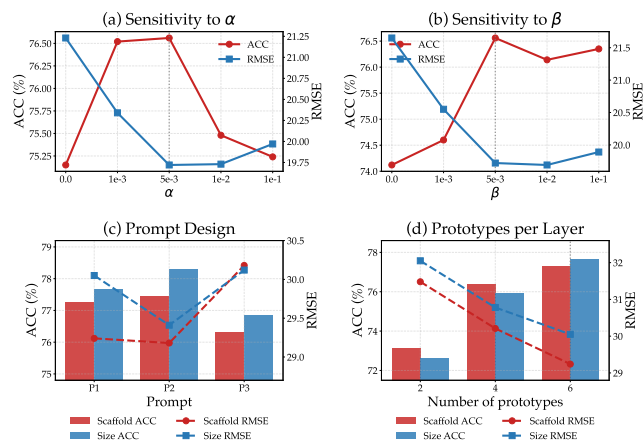 (a) Sensitivity to α
ACC (%)
76.50
76.25
76.00
75.75
75.50
75.25
21.25
21.00
20.75
20.50
20.25
20.00
19.75
RMSE
ACC
RMSE
0.0 1e-3 5e-3 1e-2 1e-1
α
(b) Sensitivity to β
ACC (%)
76.5
76.0
75.5
75.0
74.5
74.0
21.5
21.0
20.5
20.0
RMSE
ACC
RMSE
0.0 1e-3 5e-3 1e-2 1e-1
β
(c) Prompt Design
ACC (%)
79
78
77
76
75
30.5
30.0
29.5
29.0
RMSE
P1 P2 P3
Prompt
Scaffold ACC Scaffold RMSE
Size ACC Size RMSE
(d) Prototypes per Layer
ACC (%)
78
76
74
72
32
31
30
29
RMSE
2 4 6
Number of prototypes
Scaffold ACC Scaffold RMSE
Size ACC Size RMSE